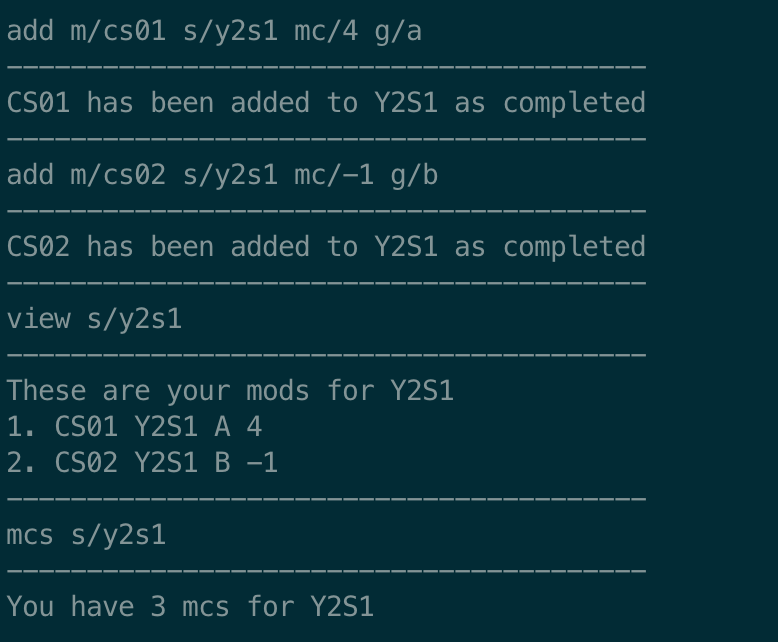 add m/cs01 s/y2s1 mc/4 g/a
————————————————————————————————————————
CS01 has been added to Y2S1 as completed
————————————————————————————————————————
add m/cs02 s/y2s1 mc/-1 g/b
————————————————————————————————————————
CS02 has been added to Y2S1 as completed
————————————————————————————————————————
view s/y2s1
————————————————————————————————————————
These are your mods for Y2S1
1. CS01 Y2S1 A 4
2. CS02 Y2S1 B -1
————————————————————————————————————————
mcs s/y2s1
————————————————————————————————————————
You have 3 mcs for Y2S1